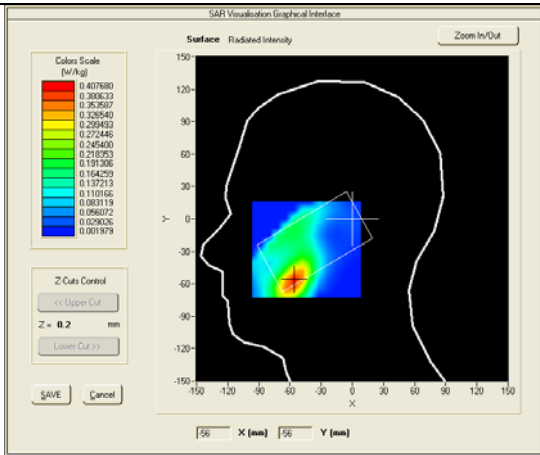 SAR Visualisation Graphical Interface
Surface Radiated Intensity
Zoom In/Out
Colors Scale
(W/kg)
0.407680
0.380633
0.353587
0.326540
0.299493
0.272446
0.245400
0.218353
0.191306
0.164259
0.137213
0.110166
0.083119
0.056072
0.029026
0.001979
Z-Cuts Control
<< Upper Cut
Z = 0.2 mm
Lower Cut >>
SAVE Cancel
150-
120-
90-
60-
30-
0-
-30-
-60-
-90-
-120-
-150-
Y
-150 -120 -90 -60 -30 0 30 60 90 120 150
X
-56 X (mm) -56 Y (mm)